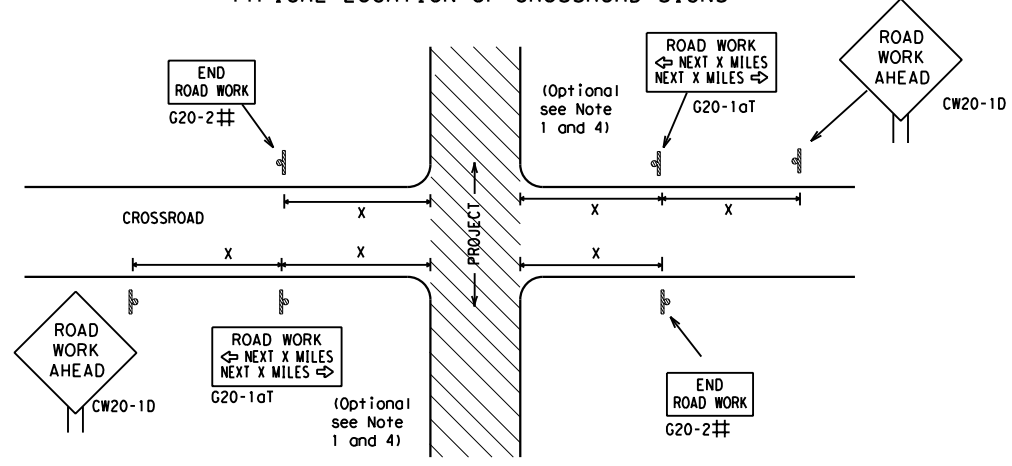 TYPICAL LOCATION OF CROSSROAD SIGNS
END
ROAD WORK
G20-2#
(Optional
see Note
1 and 4)
ROAD WORK
⇦ NEXT X MILES
NEXT X MILES ⇨
G20-1aT
ROAD
WORK
AHEAD
CW20-1D
X
X
X
CROSSROAD
PROJECT
X
X
X
ROAD
WORK
AHEAD
CW20-1D
ROAD WORK
⇦ NEXT X MILES
NEXT X MILES ⇨
G20-1aT
(Optional
see Note
1 and 4)
END
ROAD WORK
G20-2#